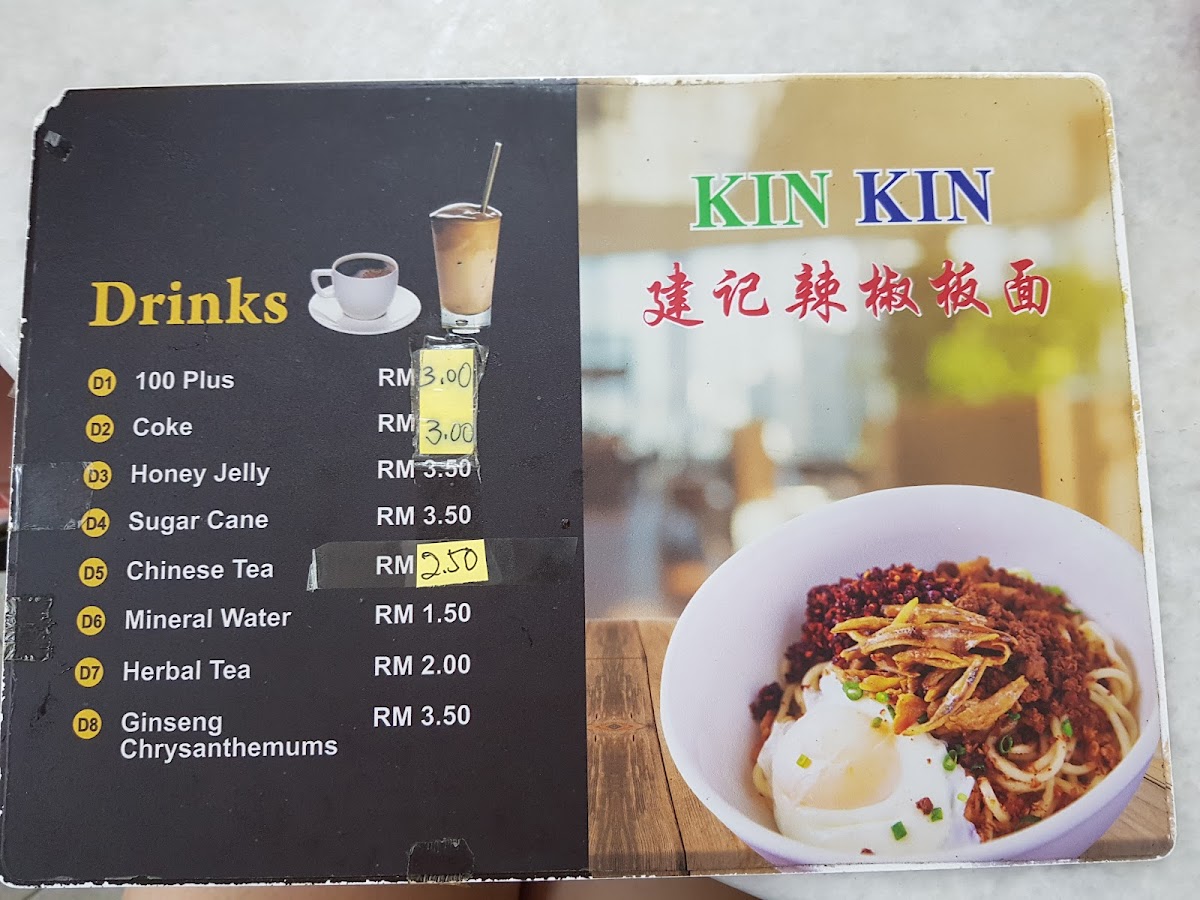 Drinks
D1 100 Plus RM 3.00
D2 Coke RM 3.00
D3 Honey Jelly RM 3.50
D4 Sugar Cane RM 3.50
D5 Chinese Tea RM 2.50
D6 Mineral Water RM 1.50
D7 Herbal Tea RM 2.00
D8 Ginseng RM 3.50
Chrysanthemums
KIN KIN
建记辣椒板面